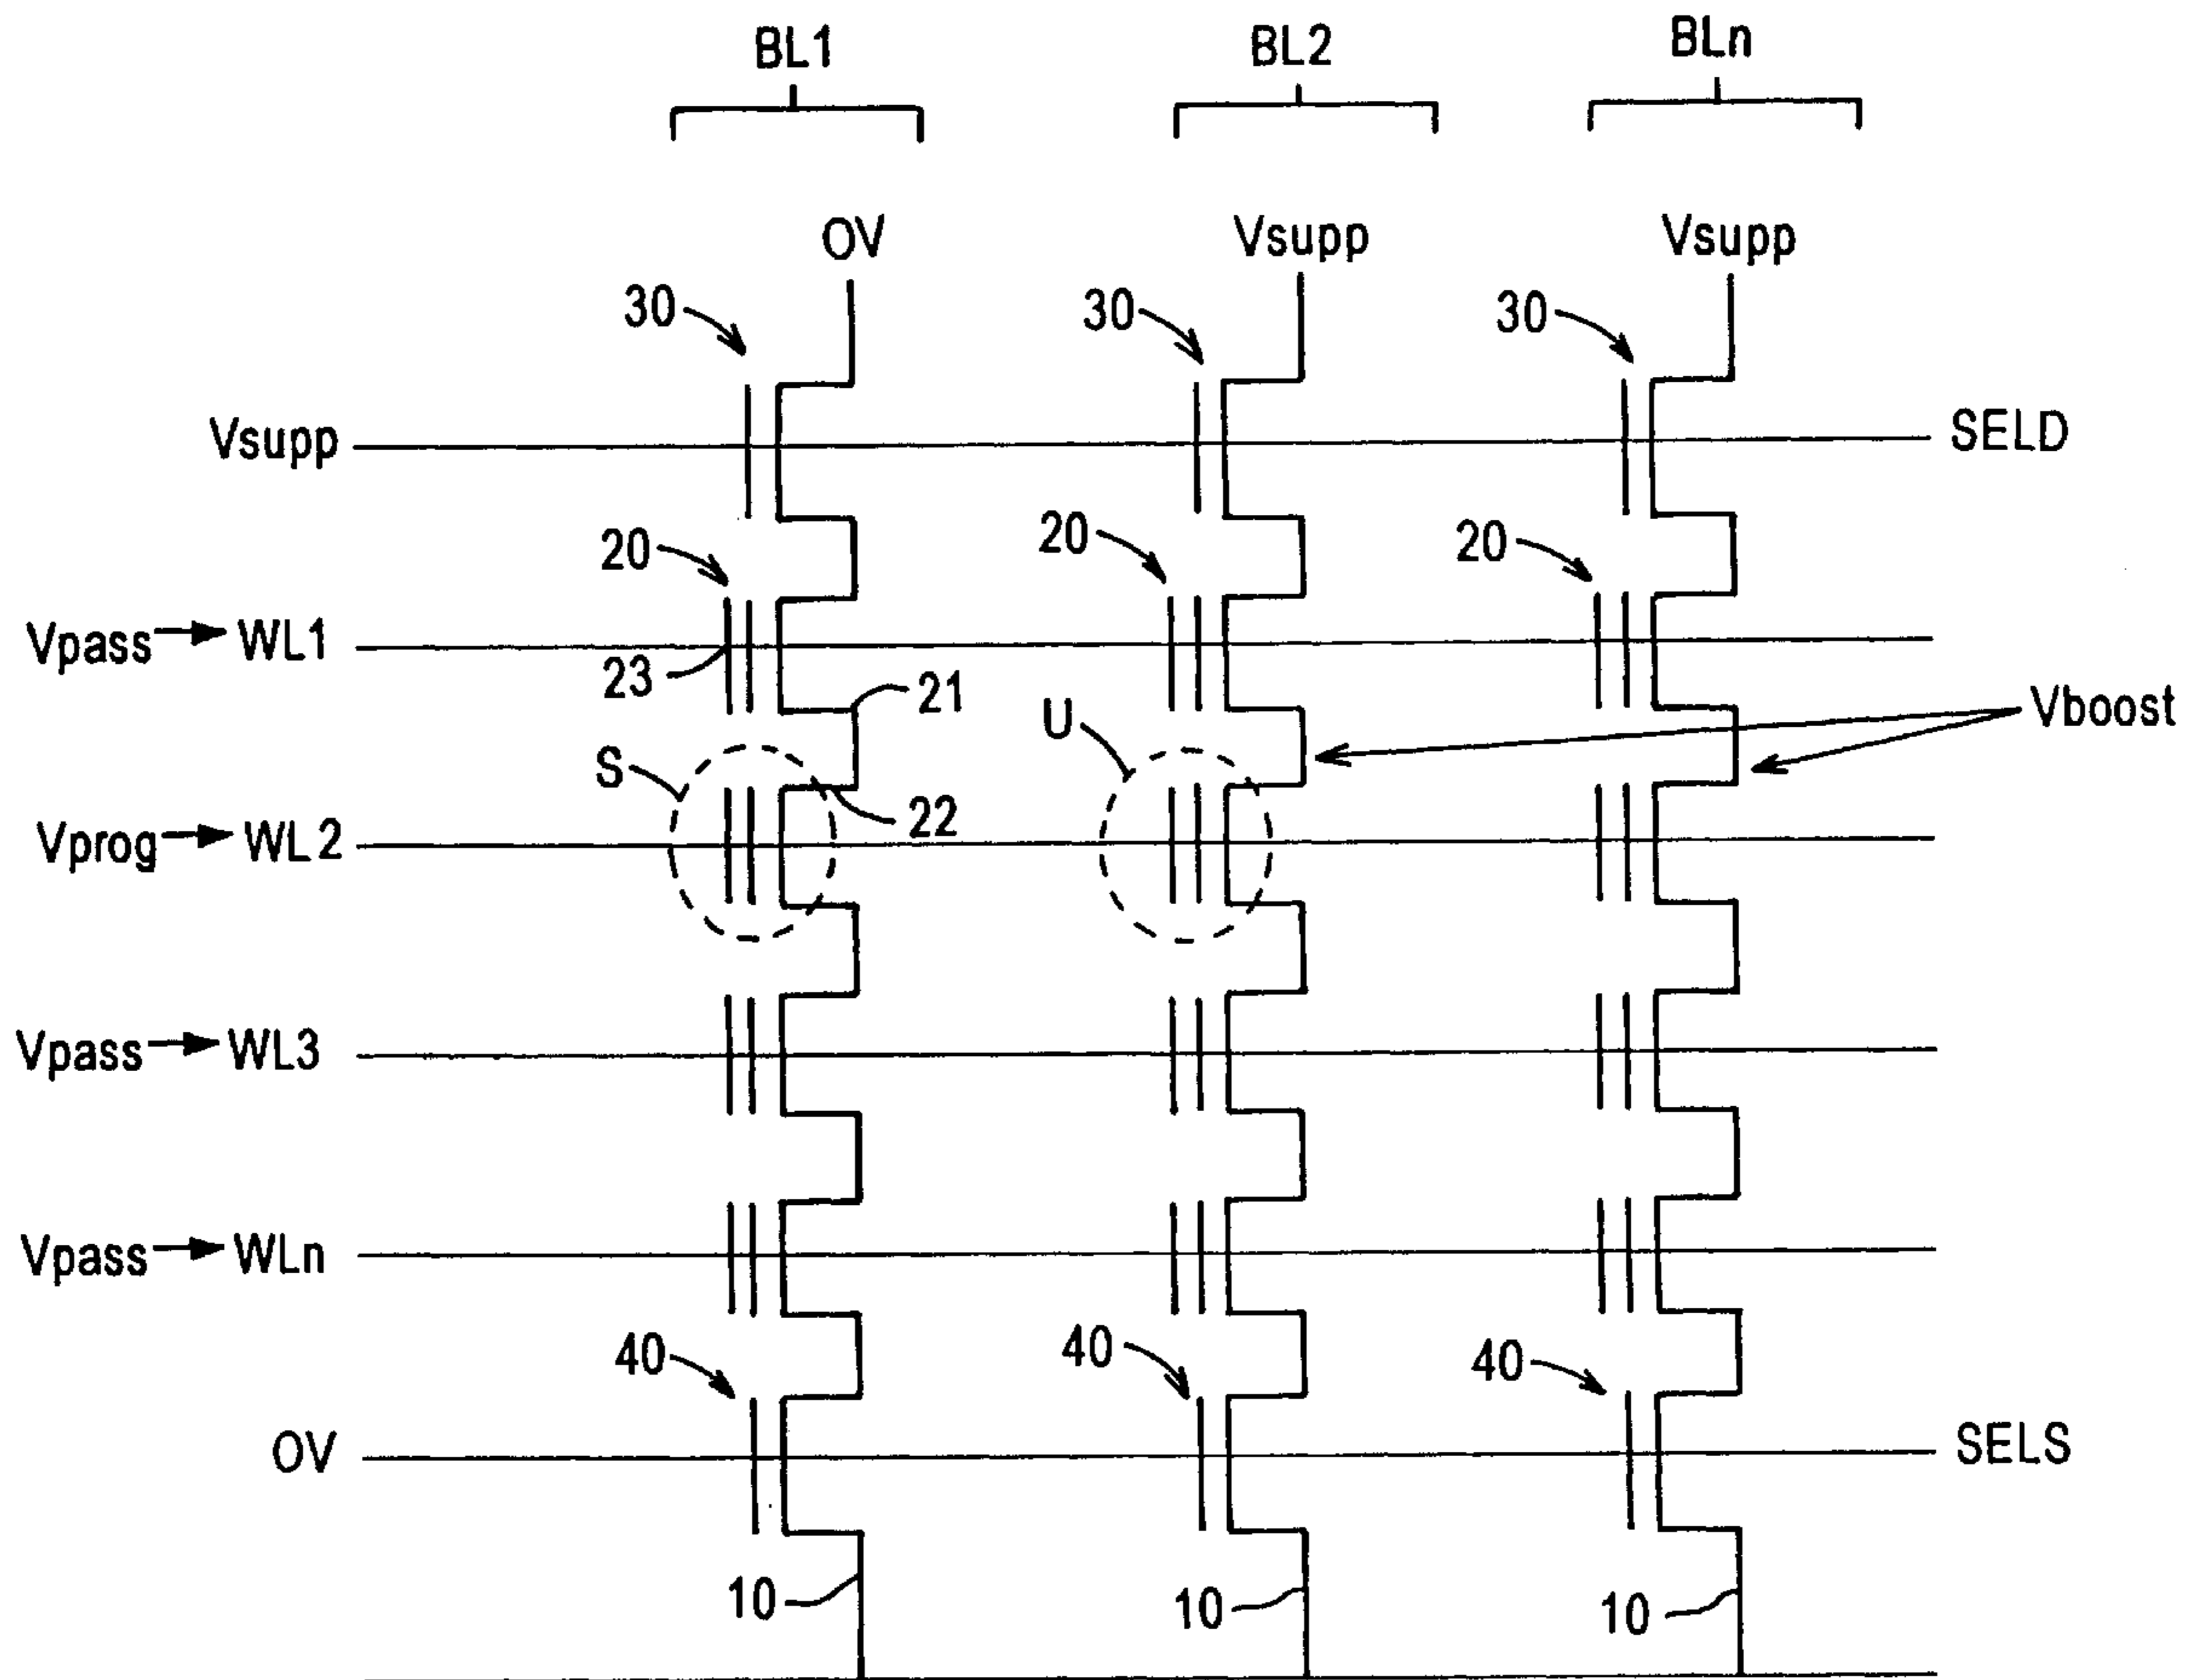 BL1 BL2 BLn
OV Vsupp Vsupp
30 30 30
Vsupp SELD
20 20 20
Vpass WL1
23 21 U Vboost
S 22
Vprog WL2
Vpass WL3
Vpass WLn
40 40 40
OV SELS
10 10 10